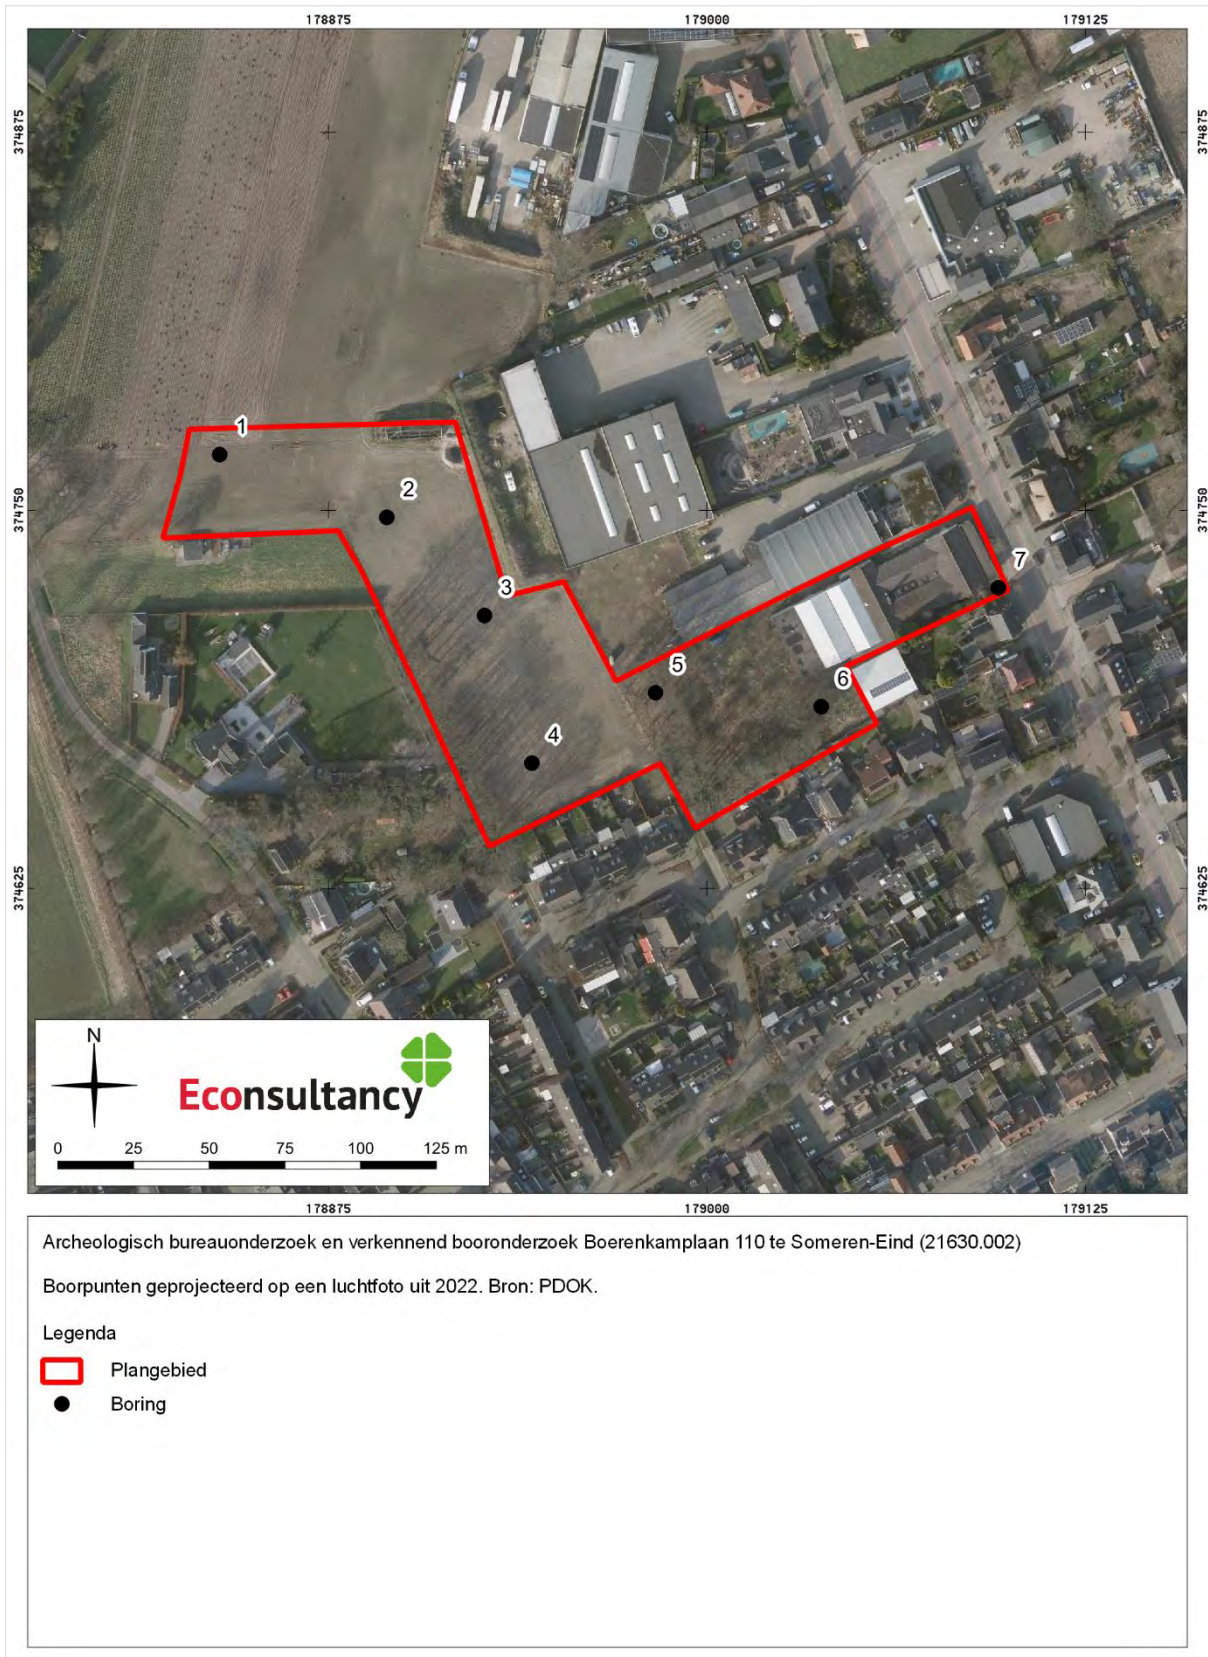 178875 179000 179125
374875 374875
1
2
374750 374750
3
7
5
6
4
374625 374625
N
Econsultancy
0 25 50 75 100 125 m
178875 179000 179125
Archeologisch bureauonderzoek en verkennend booronderzoek Boerenkamplaan 110 te Someren-Eind (21630.002)
Boorpunten geprojecteerd op een luchtfoto uit 2022. Bron: PDOK.
Legenda
Plangebied
Boring